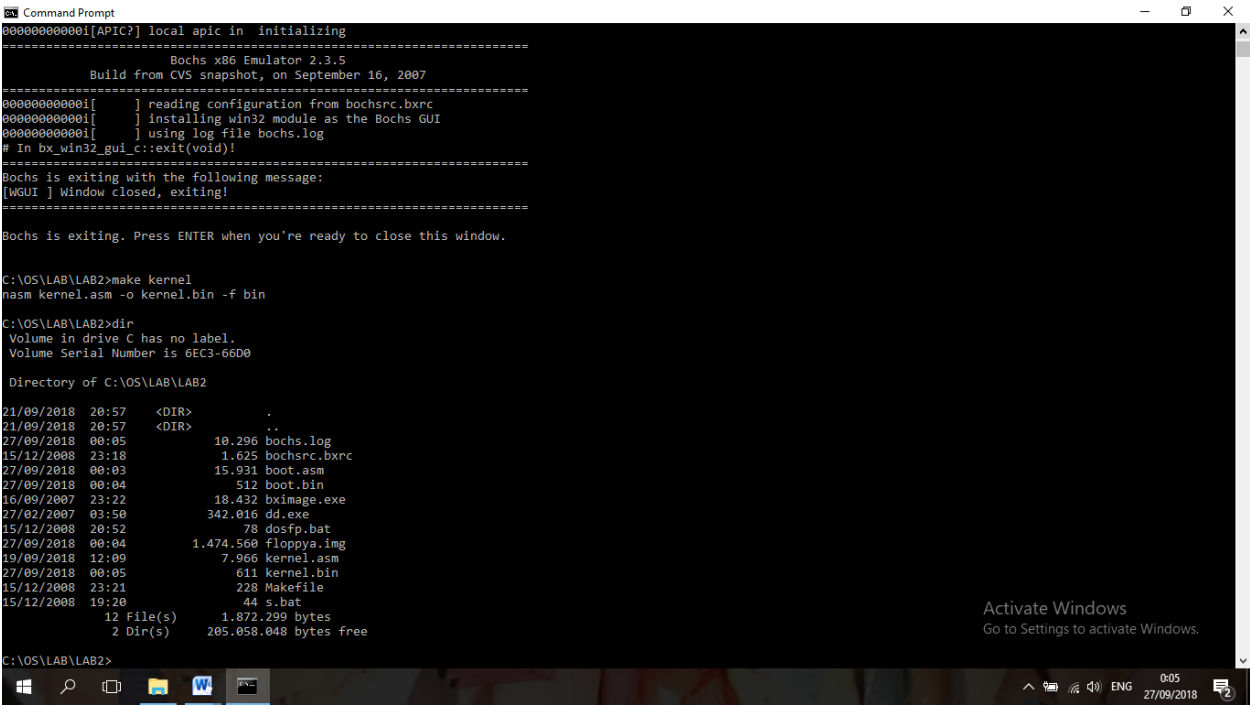 Command Prompt
00000000000i[APIC?] local apic in  initializing
========================================================================
                       Bochs x86 Emulator 2.3.5
            Build from CVS snapshot, on September 16, 2007
========================================================================
00000000000i[     ] reading configuration from bochsrc.bxrc
00000000000i[     ] installing win32 module as the Bochs GUI
00000000000i[     ] using log file bochs.log
# In bx_win32_gui_c::exit(void)!
========================================================================
Bochs is exiting with the following message:
[WGUI ] Window closed, exiting!
========================================================================
Bochs is exiting. Press ENTER when you're ready to close this window.
C:\OS\LAB\LAB2>make kernel
nasm kernel.asm -o kernel.bin -f bin
C:\OS\LAB\LAB2>dir
 Volume in drive C has no label.
 Volume Serial Number is 6EC3-66D0
 Directory of C:\OS\LAB\LAB2
21/09/2018  20:57    <DIR>          .
21/09/2018  20:57    <DIR>          ..
27/09/2018  00:05            10.296 bochs.log
15/12/2008  23:18             1.625 bochsrc.bxrc
27/09/2018  00:03            15.931 boot.asm
27/09/2018  00:04               512 boot.bin
16/09/2007  23:22            18.432 bximage.exe
27/02/2007  03:50           342.016 dd.exe
15/12/2008  20:52                78 dosfp.bat
27/09/2018  00:04         1.474.560 floppya.img
19/09/2018  12:09             7.966 kernel.asm
27/09/2018  00:05               611 kernel.bin
15/12/2008  23:21               228 Makefile
15/12/2008  19:20                44 s.bat
              12 File(s)      1.872.299 bytes
               2 Dir(s)     205.058.048 bytes free
C:\OS\LAB\LAB2>
Activate Windows
Go to Settings to activate Windows.
W
ENG
0:05
27/09/2018
2